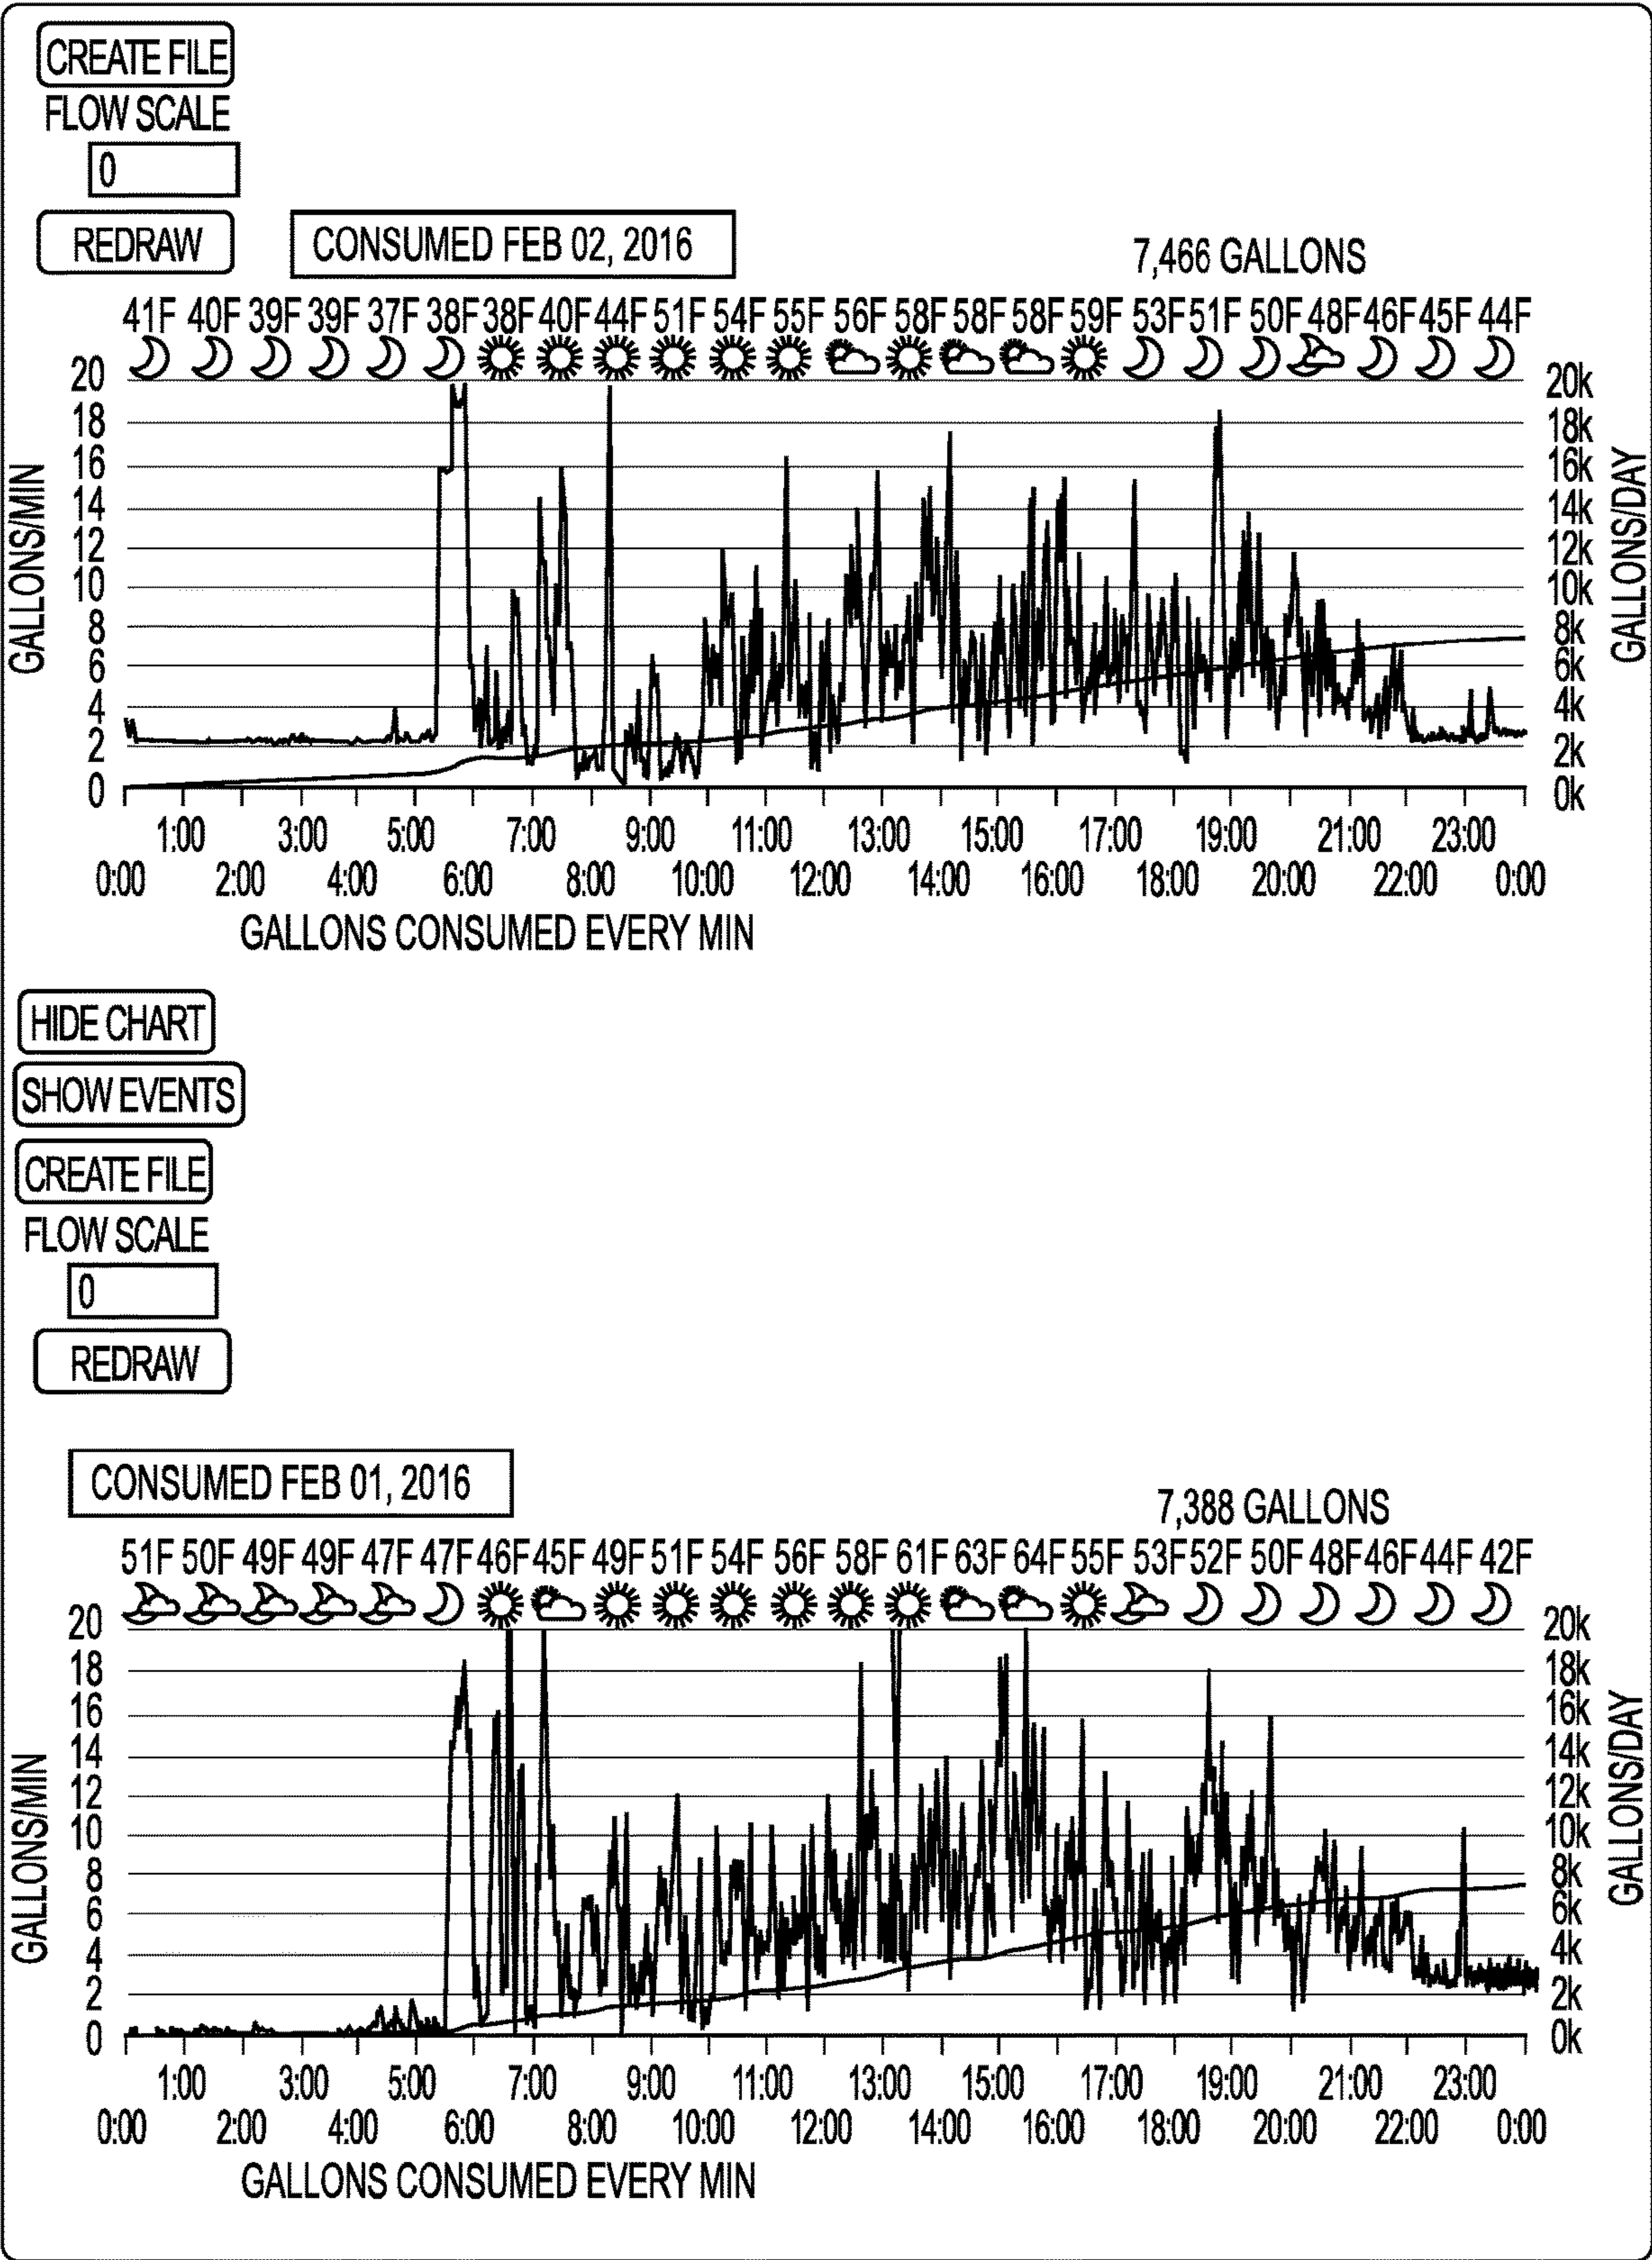 CREATE FILE
FLOW SCALE
0
REDRAW
CONSUMED FEB 02, 2016
7,466 GALLONS
41F 40F 39F 39F 37F 38F 38F 40F 44F 51F 54F 55F 56F 58F 58F 58F 59F 53F 51F 50F 48F 46F 45F 44F
GALLONS/MIN
20
18
16
14
12
10
8
6
4
2
0
20k
18k
16k
14k
12k
10k
8k
6k
4k
2k
0k
GALLONS/DAY
1:00 3:00 5:00 7:00 9:00 11:00 13:00 15:00 17:00 19:00 21:00 23:00
0:00 2:00 4:00 6:00 8:00 10:00 12:00 14:00 16:00 18:00 20:00 22:00 0:00
GALLONS CONSUMED EVERY MIN
HIDE CHART
SHOW EVENTS
CREATE FILE
FLOW SCALE
0
REDRAW
CONSUMED FEB 01, 2016
7,388 GALLONS
51F 50F 49F 49F 47F 47F 46F 45F 49F 51F 54F 56F 58F 61F 63F 64F 55F 53F 52F 50F 48F 46F 44F 42F
GALLONS/MIN
20
18
16
14
12
10
8
6
4
2
0
20k
18k
16k
14k
12k
10k
8k
6k
4k
2k
0k
GALLONS/DAY
1:00 3:00 5:00 7:00 9:00 11:00 13:00 15:00 17:00 19:00 21:00 23:00
0:00 2:00 4:00 6:00 8:00 10:00 12:00 14:00 16:00 18:00 20:00 22:00 0:00
GALLONS CONSUMED EVERY MIN